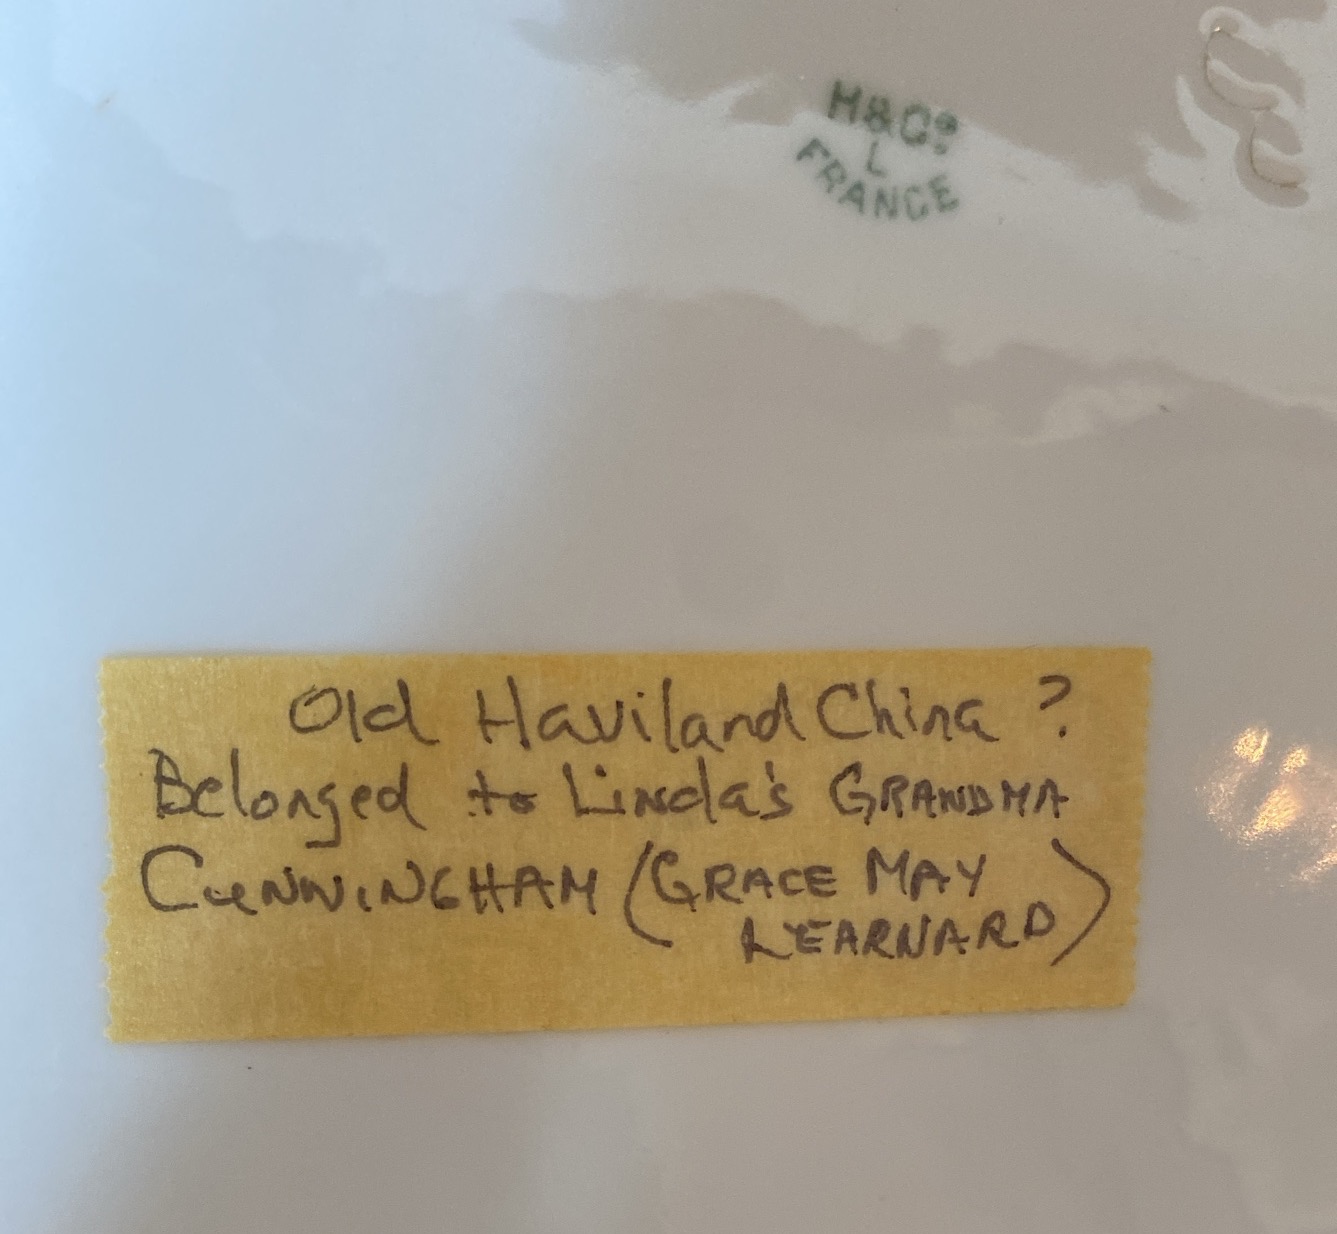 H&Co
L
FRANCE
Old Haviland China ?
Belonged to Linda's GRANDMA
CUNNINGHAM (GRACE MAY
LEARNARD)